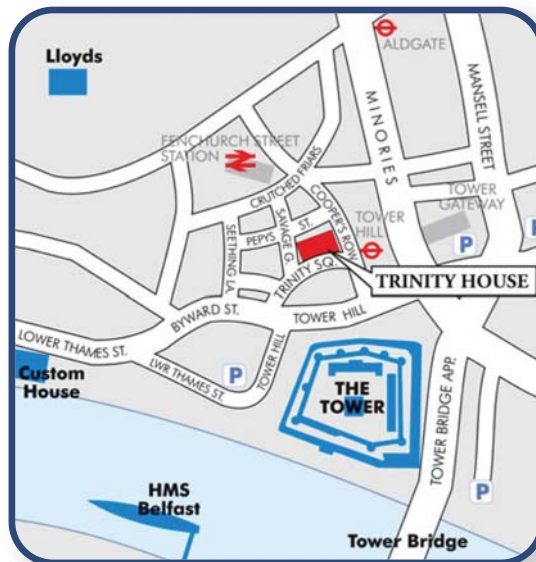 Lloyds
ALDGATE
MINORIES
MANSELL STREET
FENCHURCH STREET
STATION
CRUTCHED FRIARS
COOPER'S ROW
TOWER
GATEWAY
TOWER
HILL
P
P
SEETHING LA.
PEPYS ST.
SAVAGE G.
TRINITY SQ.
TRINITY HOUSE
BYWARD ST.
TOWER HILL
LOWER THAMES ST.
LWR THAMES ST.
TOWER HILL
P
Custom
House
THE
TOWER
TOWER BRIDGE APP.
P
HMS
Belfast
Tower Bridge